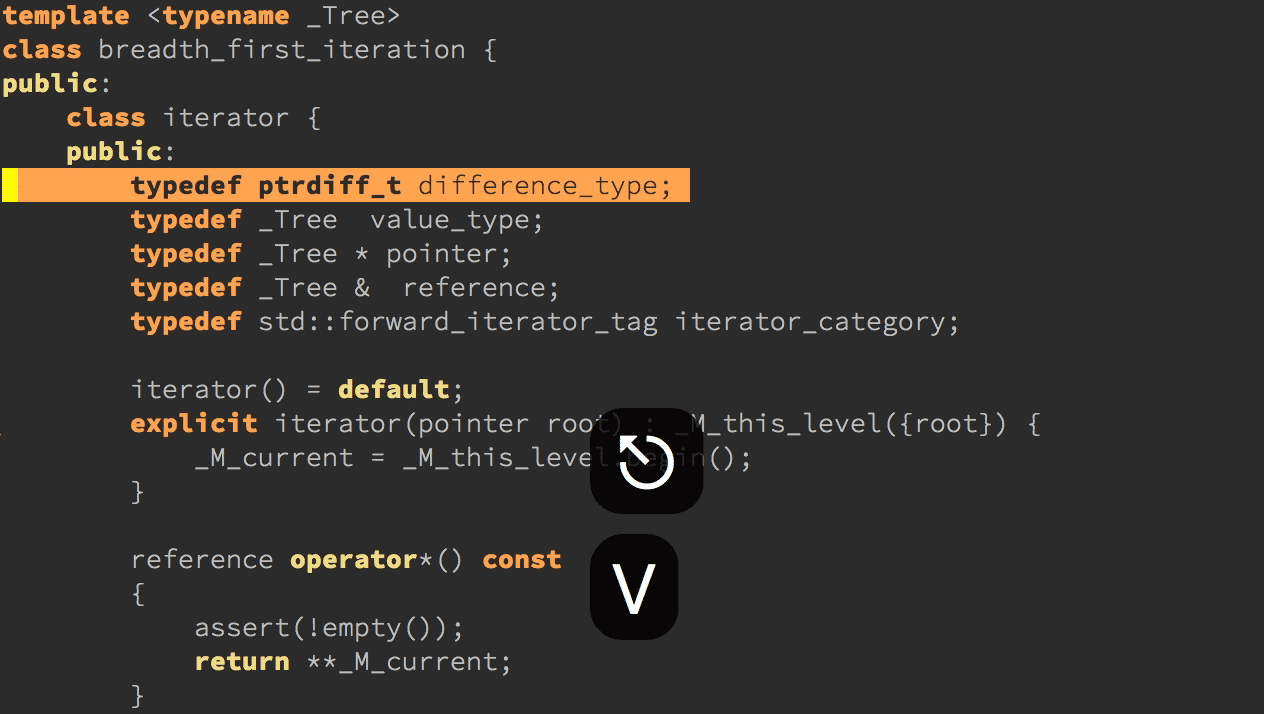 template <typename _Tree>
class breadth_first_iteration {
public:
    class iterator {
    public:
        typedef ptrdiff_t difference_type;
        typedef _Tree  value_type;
        typedef _Tree * pointer;
        typedef _Tree &  reference;
        typedef std::forward_iterator_tag iterator_category;

        iterator() = default;
        explicit iterator(pointer root) : _M_this_level({root}) {
            _M_current = _M_this_level.begin();
        }

        reference operator*() const
        {
V
            assert(!empty());
            return **_M_current;
        }